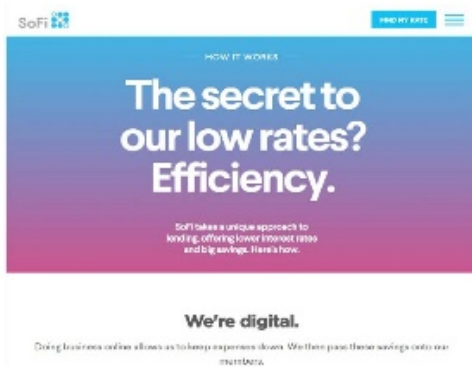 SoFi
FIND MY RATE
HOW IT WORKS
The secret to
our low rates?
Efficiency.
SoFi takes a unique approach to
lending, offering lower interest rates
and big savings. Here's how.
We're digital.
Doing business online allows us to keep expenses down. We then pass these savings onto our
members.